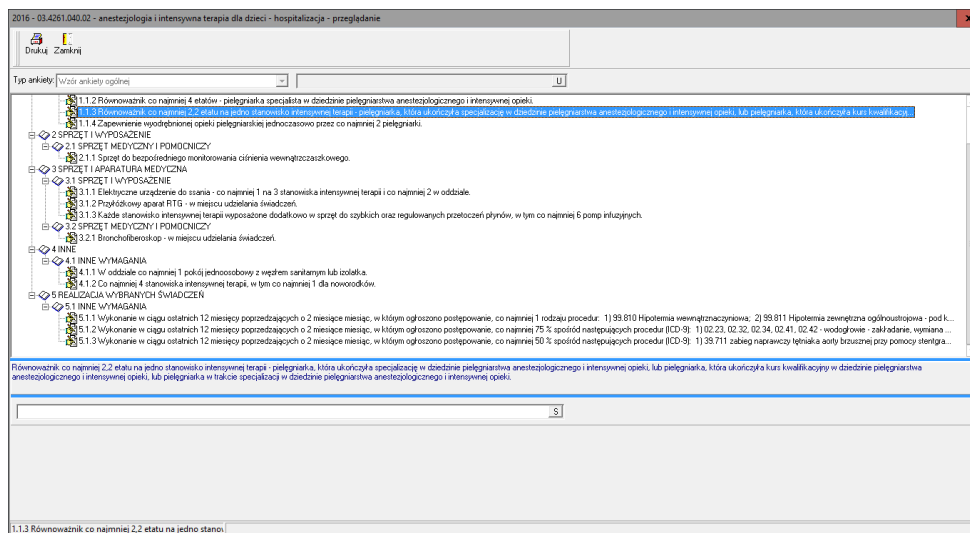 2016 - 03.4261.040.02 - anestezjologia i intensywna terapia dla dzieci - hospitalizacja - przeglądanie
Drukuj Zamknij
Typ ankiety: Wzór ankiety ogólnej U
1.1.2 Równoważnik co najmniej 4 etatów - pielęgniarka specjalista w dziedzinie pielęgniarstwa anestezjologicznego i intensywnej opieki.
1.1.3 Równoważnik co najmniej 2,2 etatu na jedno stanowisko intensywnej terapii - pielęgniarka, która ukończyła specjalizację w dziedzinie pielęgniarstwa anestezjologicznego i intensywnej opieki, lub pielęgniarka, która ukończyła kurs kwalifikacyj...
1.1.4 Zapewnienie wyodrębnionej opieki pielęgniarskiej jednoczasowo przez co najmniej 2 pielęgniarki.
2 SPRZĘT I WYPOSAŻENIE
2.1 SPRZĘT MEDYCZNY I POMOCNICZY
2.1.1 Sprzęt do bezpośredniego monitorowania ciśnienia wewnątrzczaszkowego.
3 SPRZĘT I APARATURA MEDYCZNA
3.1 SPRZĘT I WYPOSAŻENIE
3.1.1 Elektryczne urządzenie do ssania - co najmniej 1 na 3 stanowiska intensywnej terapii i co najmniej 2 w oddziale.
3.1.2 Przyłóżkowy aparat RTG - w miejscu udzielania świadczeń.
3.1.3 Każde stanowisko intensywnej terapii wyposażone dodatkowo w sprzęt do szybkich oraz regulowanych przetoczeń płynów, w tym co najmniej 6 pomp infuzyjnych.
3.2 SPRZĘT MEDYCZNY I POMOCNICZY
3.2.1 Bronchofiberoskop - w miejscu udzielania świadczeń.
4 INNE
4.1 INNE WYMAGANIA
4.1.1 W oddziale co najmniej 1 pokój jednoosobowy z węzłem sanitarnym lub izolatka.
4.1.2 Co najmniej 4 stanowiska intensywnej terapii, w tym co najmniej 1 dla noworodków.
5 REALIZACJA WYBRANYCH ŚWIADCZEŃ
5.1 INNE WYMAGANIA
5.1.1 Wykonanie w ciągu ostatnich 12 miesięcy poprzedzających o 2 miesiące miesiąc, w którym ogłoszono postępowanie, co najmniej 1 rodzaju procedur: 1) 99.810 Hipotermia wewnątrznaczyniowa; 2) 99.811 Hipotermia zewnętrzna ogólnoustrojowa - pod k...
5.1.2 Wykonanie w ciągu ostatnich 12 miesięcy poprzedzających o 2 miesiące miesiąc, w którym ogłoszono postępowanie, co najmniej 75 % spośród następujących procedur (ICD-9): 1) 02.23, 02.32, 02.34, 02.41, 02.42 - wodogłowie - zakładanie, wymiana ...
5.1.3 Wykonanie w ciągu ostatnich 12 miesięcy poprzedzających o 2 miesiące miesiąc, w którym ogłoszono postępowanie, co najmniej 50 % spośród następujących procedur (ICD-9): 1) 39.711 zabieg naprawczy tętniaka aorty brzusznej przy pomocy stentgra...
Równoważnik co najmniej 2,2 etatu na jedno stanowisko intensywnej terapii - pielęgniarka, która ukończyła specjalizację w dziedzinie pielęgniarstwa anestezjologicznego i intensywnej opieki, lub pielęgniarka, która ukończyła kurs kwalifikacyjny w dziedzinie pielęgniarstwa
anestezjologicznego i intensywnej opieki, lub pielęgniarka w trakcie specjalizacji w dziedzinie pielęgniarstwa anestezjologicznego i intensywnej opieki.
S
1.1.3 Równoważnik co najmniej 2,2 etatu na jedno stanov